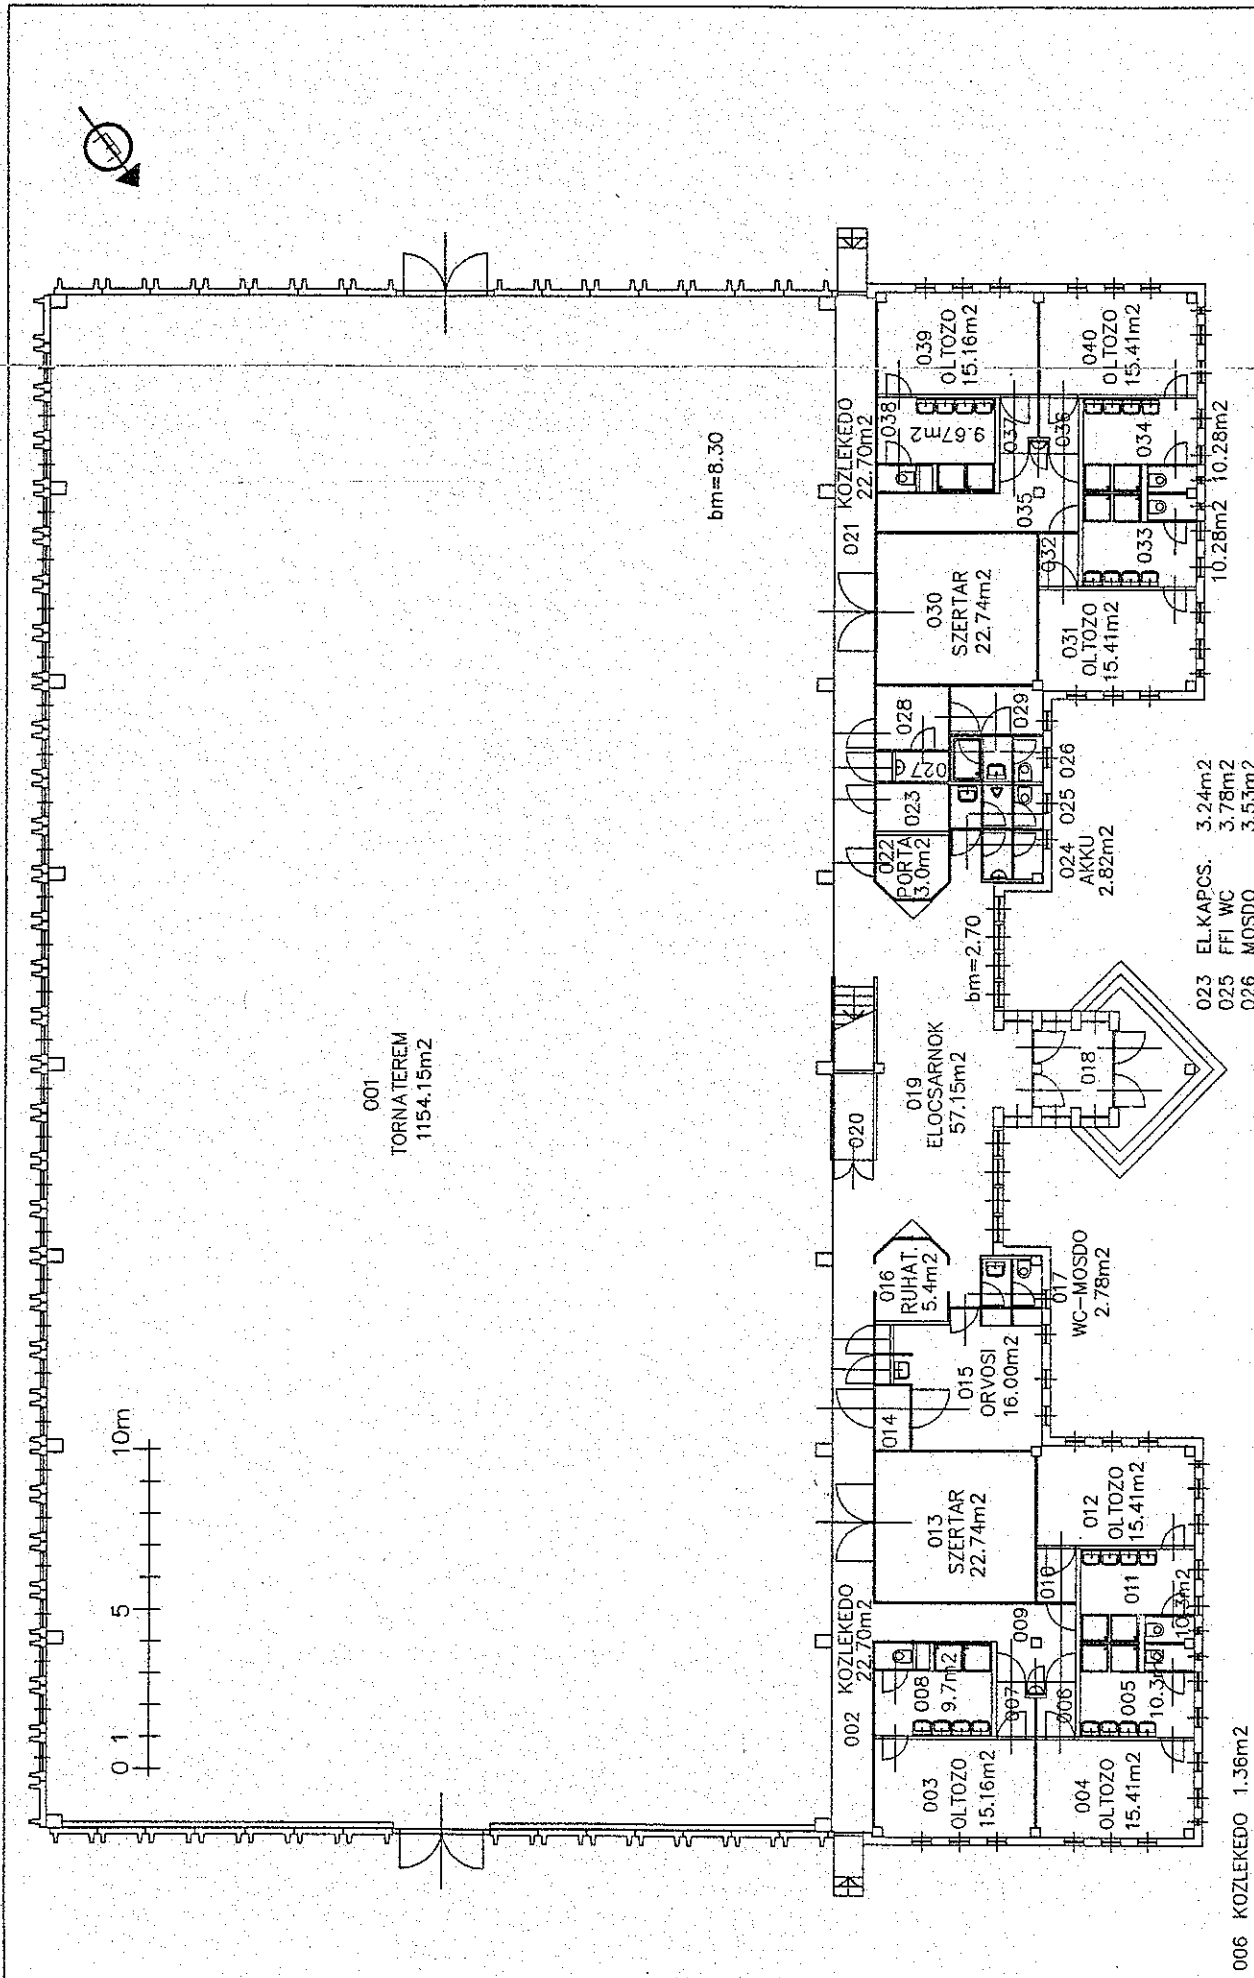 001
TORNATEREM
1154.15m2
bm=8.30
0 1 5 10m
002 KOZLEKEDO
22.70m2
003
OLTOZO
15.16m2
004
OLTOZO
15.41m2
005
006
007
008
9.7m2
009
010
011
10.3m2
012
OLTOZO
15.41m2
013
SZERTAR
22.74m2
014
015
ORVOSI
16.00m2
016
RUHAT.
5.4m2
017
WC-MOSDO
2.78m2
018
019
ELOCSARNOK
57.15m2
020
bm=2.70
021 KOZLEKEDO
22.70m2
022
PORTA
3.0m2
023
024
AKKU
2.82m2
025
026
027
028
029
030
SZERTAR
22.74m2
031
OLTOZO
15.41m2
032
033
10.28m2
034
10.28m2
035
036
037
038
9.67m2
039
OLTOZO
15.16m2
040
OLTOZO
15.41m2
023 EL.KAPCS. 3.24m2
025 FFI WC 3.78m2
026 MOSDO 3.53m2
006 KOZLEKEDO 1.36m2